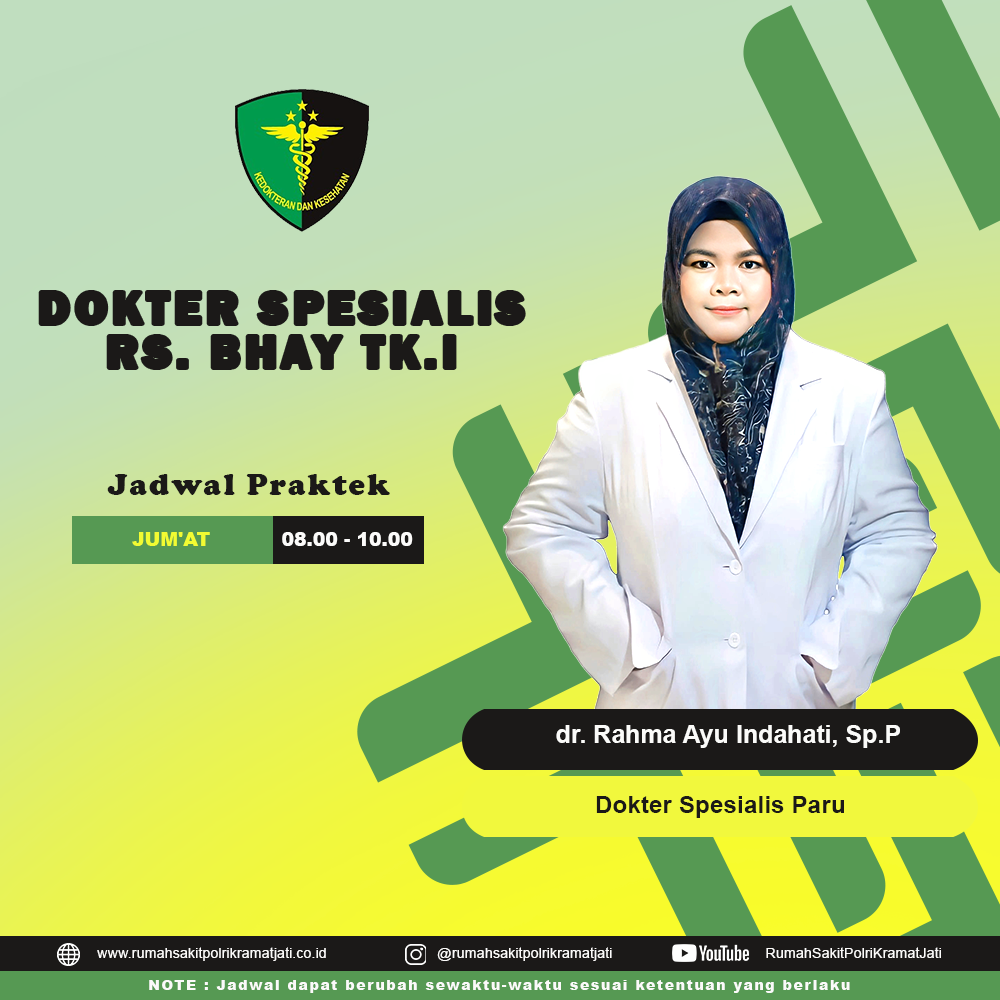 KEDOKTERAN DAN KESEHATAN
DOKTER SPESIALIS
RS. BHAY TK.I
Jadwal Praktek
JUM'AT 08.00 - 10.00
dr. Rahma Ayu Indahati, Sp.P
Dokter Spesialis Paru
www.rumahsakitpolrikramatjati.co.id @rumahsakitpolrikramatjati YouTube RumahSakitPolriKramatJati
NOTE : Jadwal dapat berubah sewaktu-waktu sesuai ketentuan yang berlaku